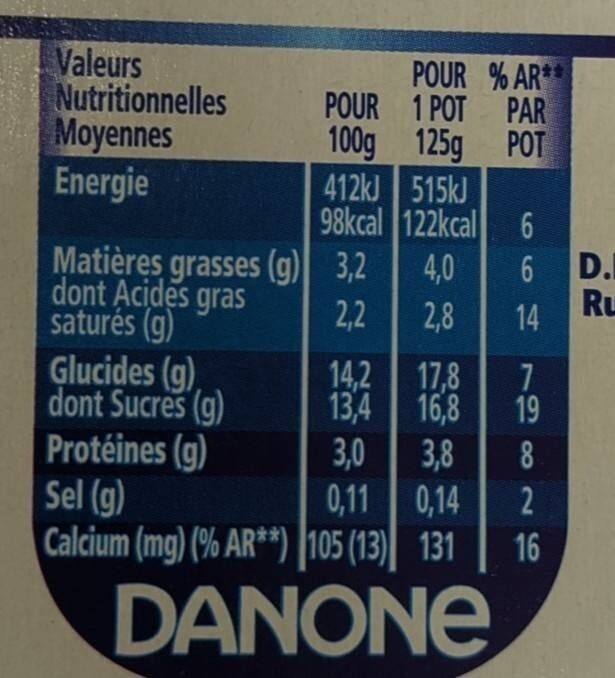 Valeurs
Nutritionnelles
Moyennes
POUR 100g
POUR 1 POT 125g
% AR** PAR POT
Energie 412kJ 515kJ
98kcal 122kcal 6
Matières grasses (g) 3,2 4,0 6
dont Acides gras
saturés (g) 2,2 2,8 14
Glucides (g) 14,2 17,8 7
dont Sucres (g) 13,4 16,8 19
Protéines (g) 3,0 3,8 8
Sel (g) 0,11 0,14 2
Calcium (mg) (% AR**) 105 (13) 131 16
DANONE